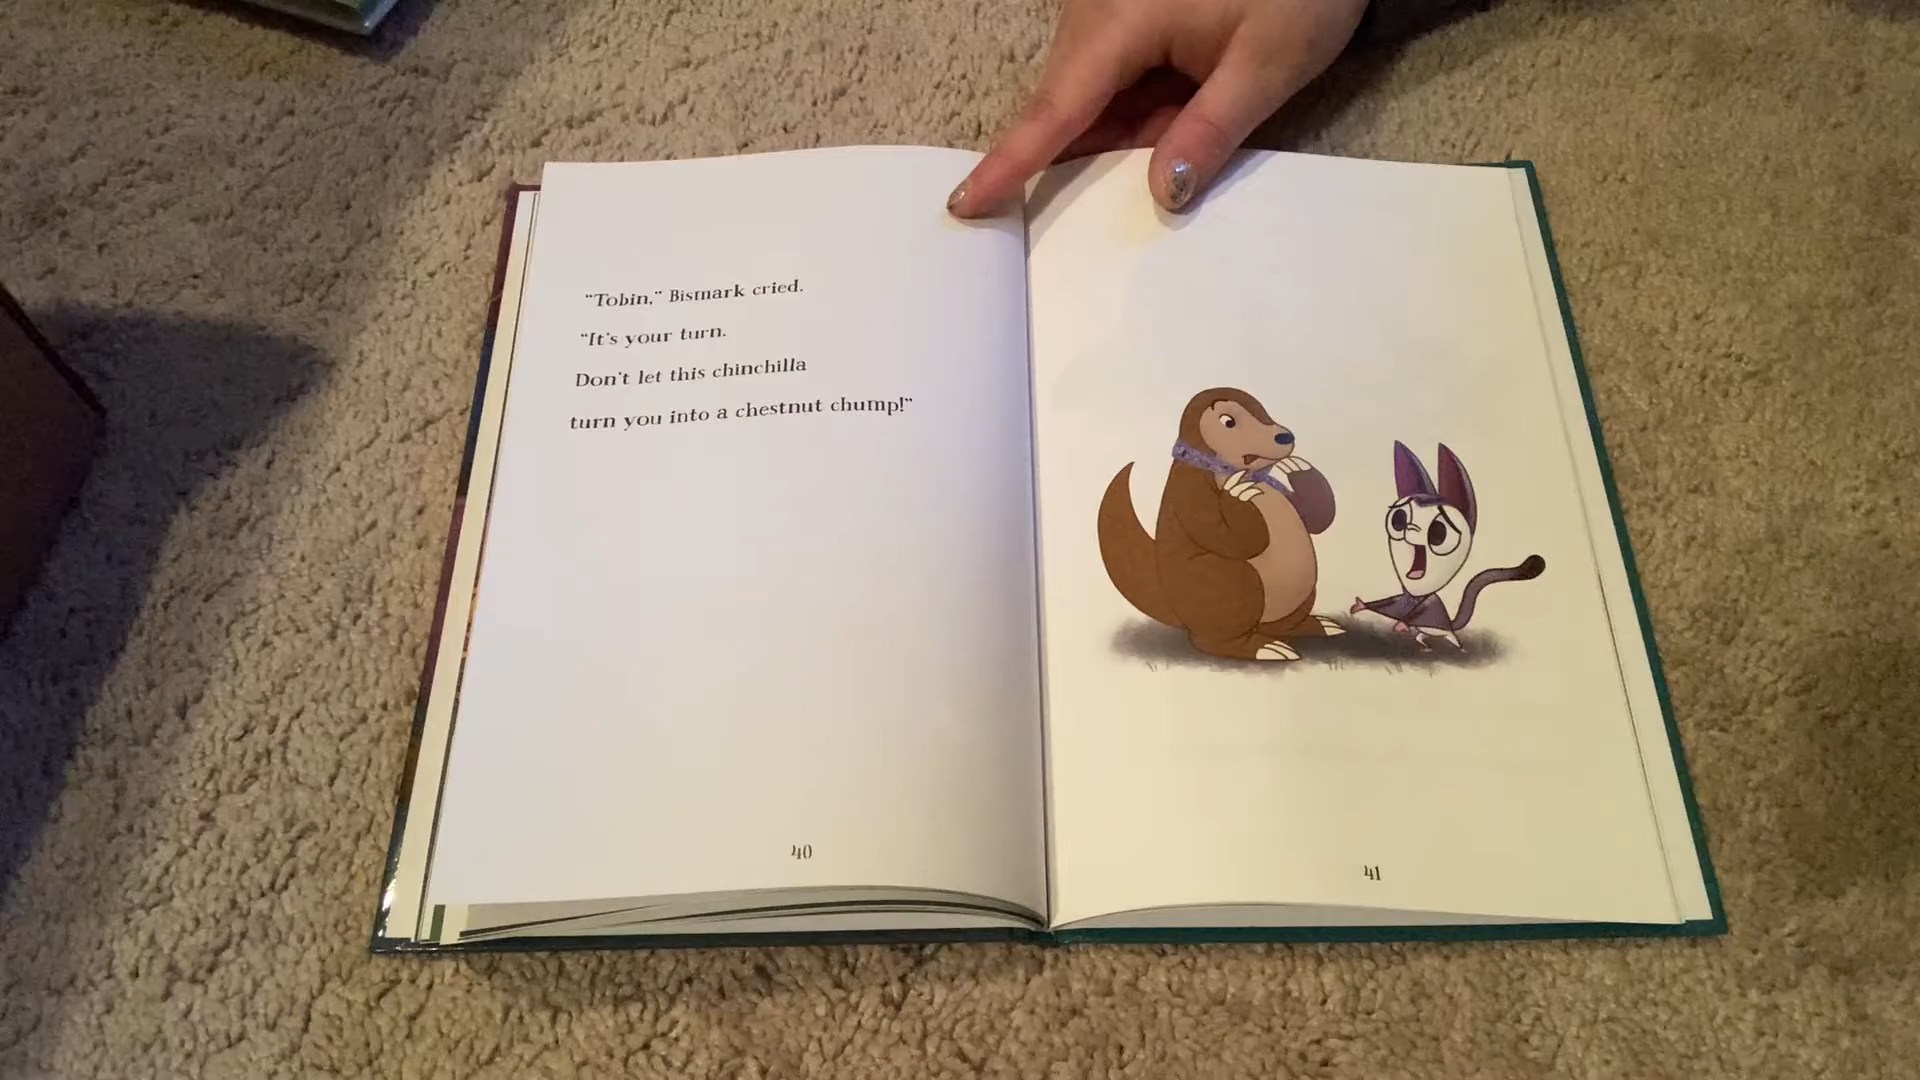 “Tobin,” Bismark cried.
“It’s your turn.
Don’t let this chinchilla
turn you into a chestnut chump!”
40
41